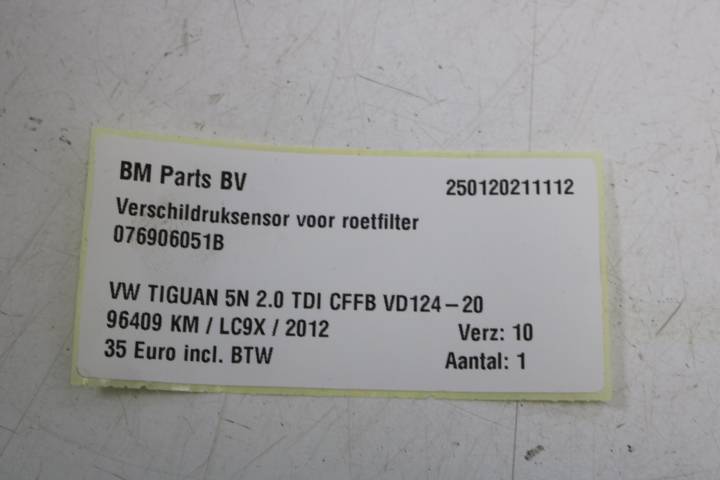 BM Parts BV 250120211112
Verschildruksensor voor roetfilter
076906051B
VW TIGUAN 5N 2.0 TDI CFFB VD124-20
96409 KM / LC9X / 2012 Verz: 10
35 Euro incl. BTW Aantal: 1